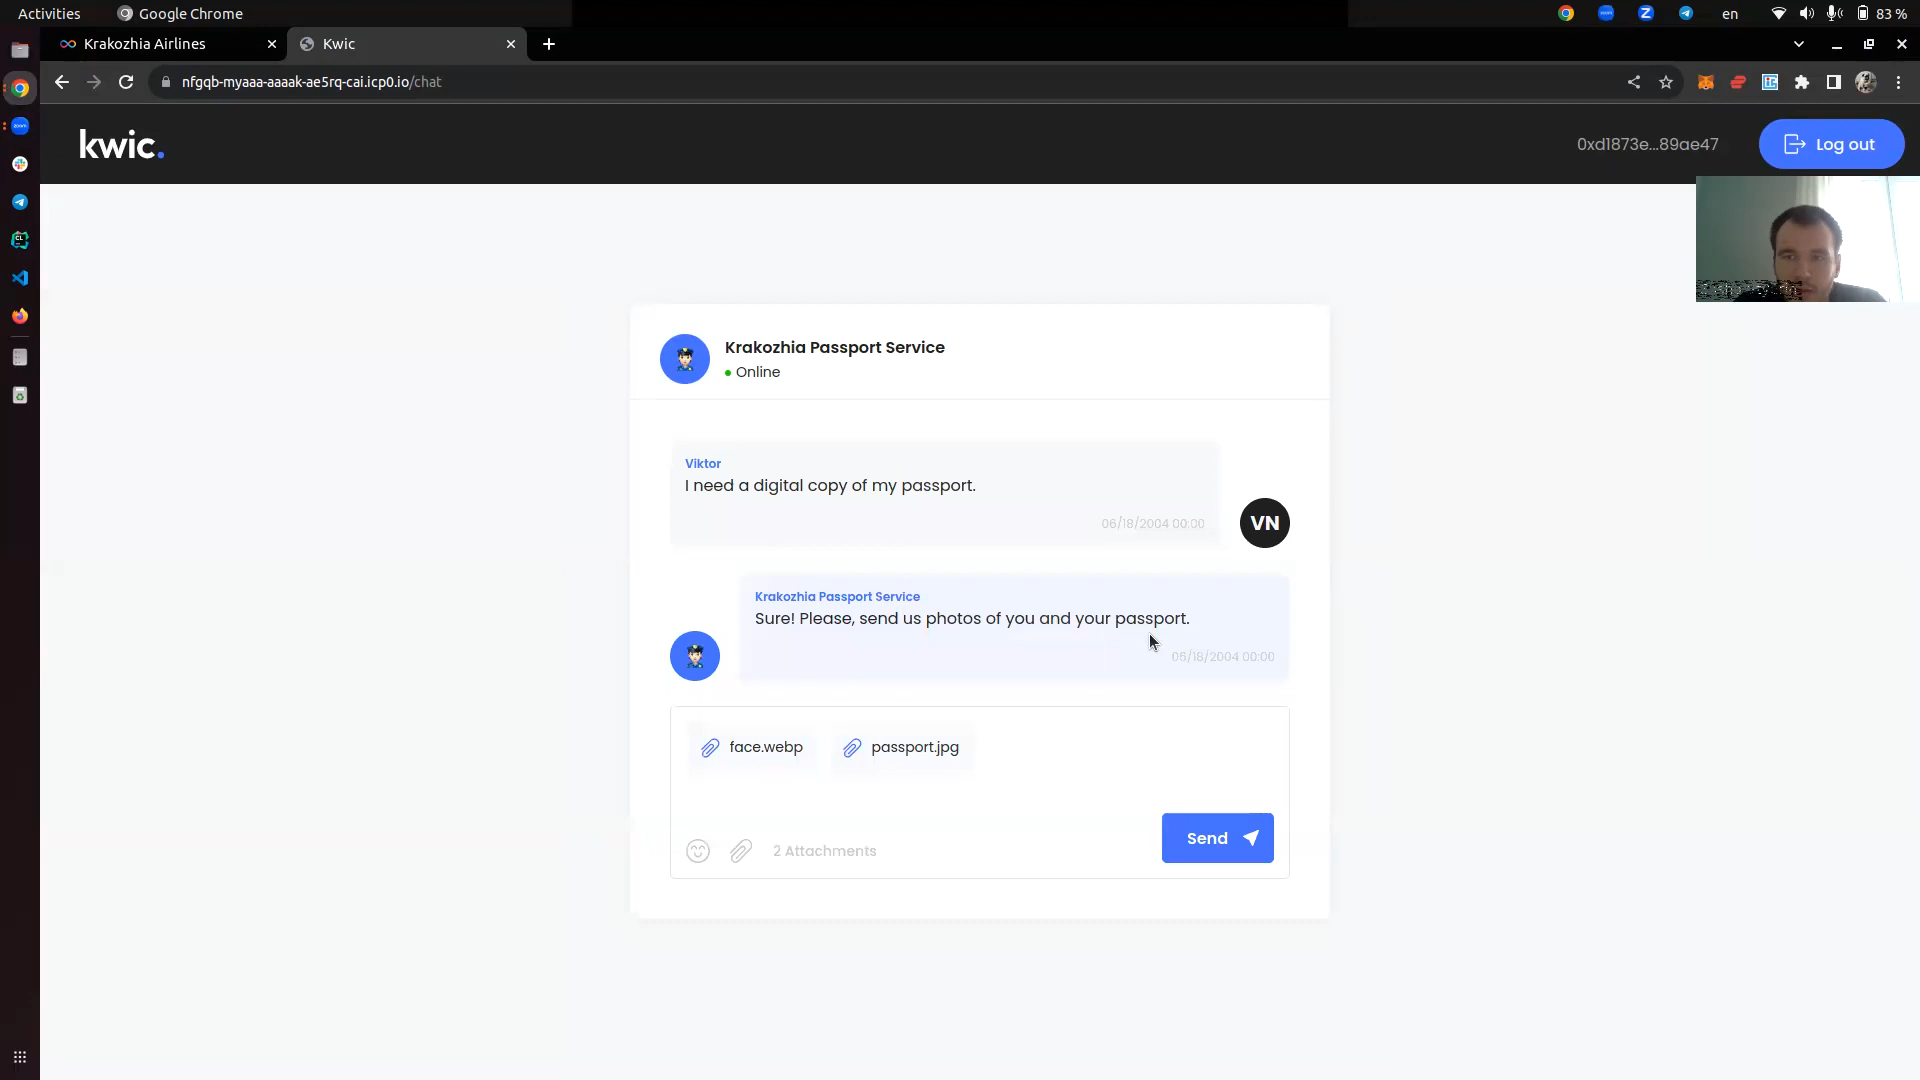 Activities
Google Chrome
en
83 %
Krakozhia Airlines
Kwic
nfgqb-myaaa-aaaak-ae5rq-cai.icp0.io/chat
kwic.
0xd1873e...89ae47
Log out
Krakozhia Passport Service
Online
Viktor
I need a digital copy of my passport.
06/18/2004 00:00
VN
Krakozhia Passport Service
Sure! Please, send us photos of you and your passport.
06/18/2004 00:00
face.webp
passport.jpg
2 Attachments
Send